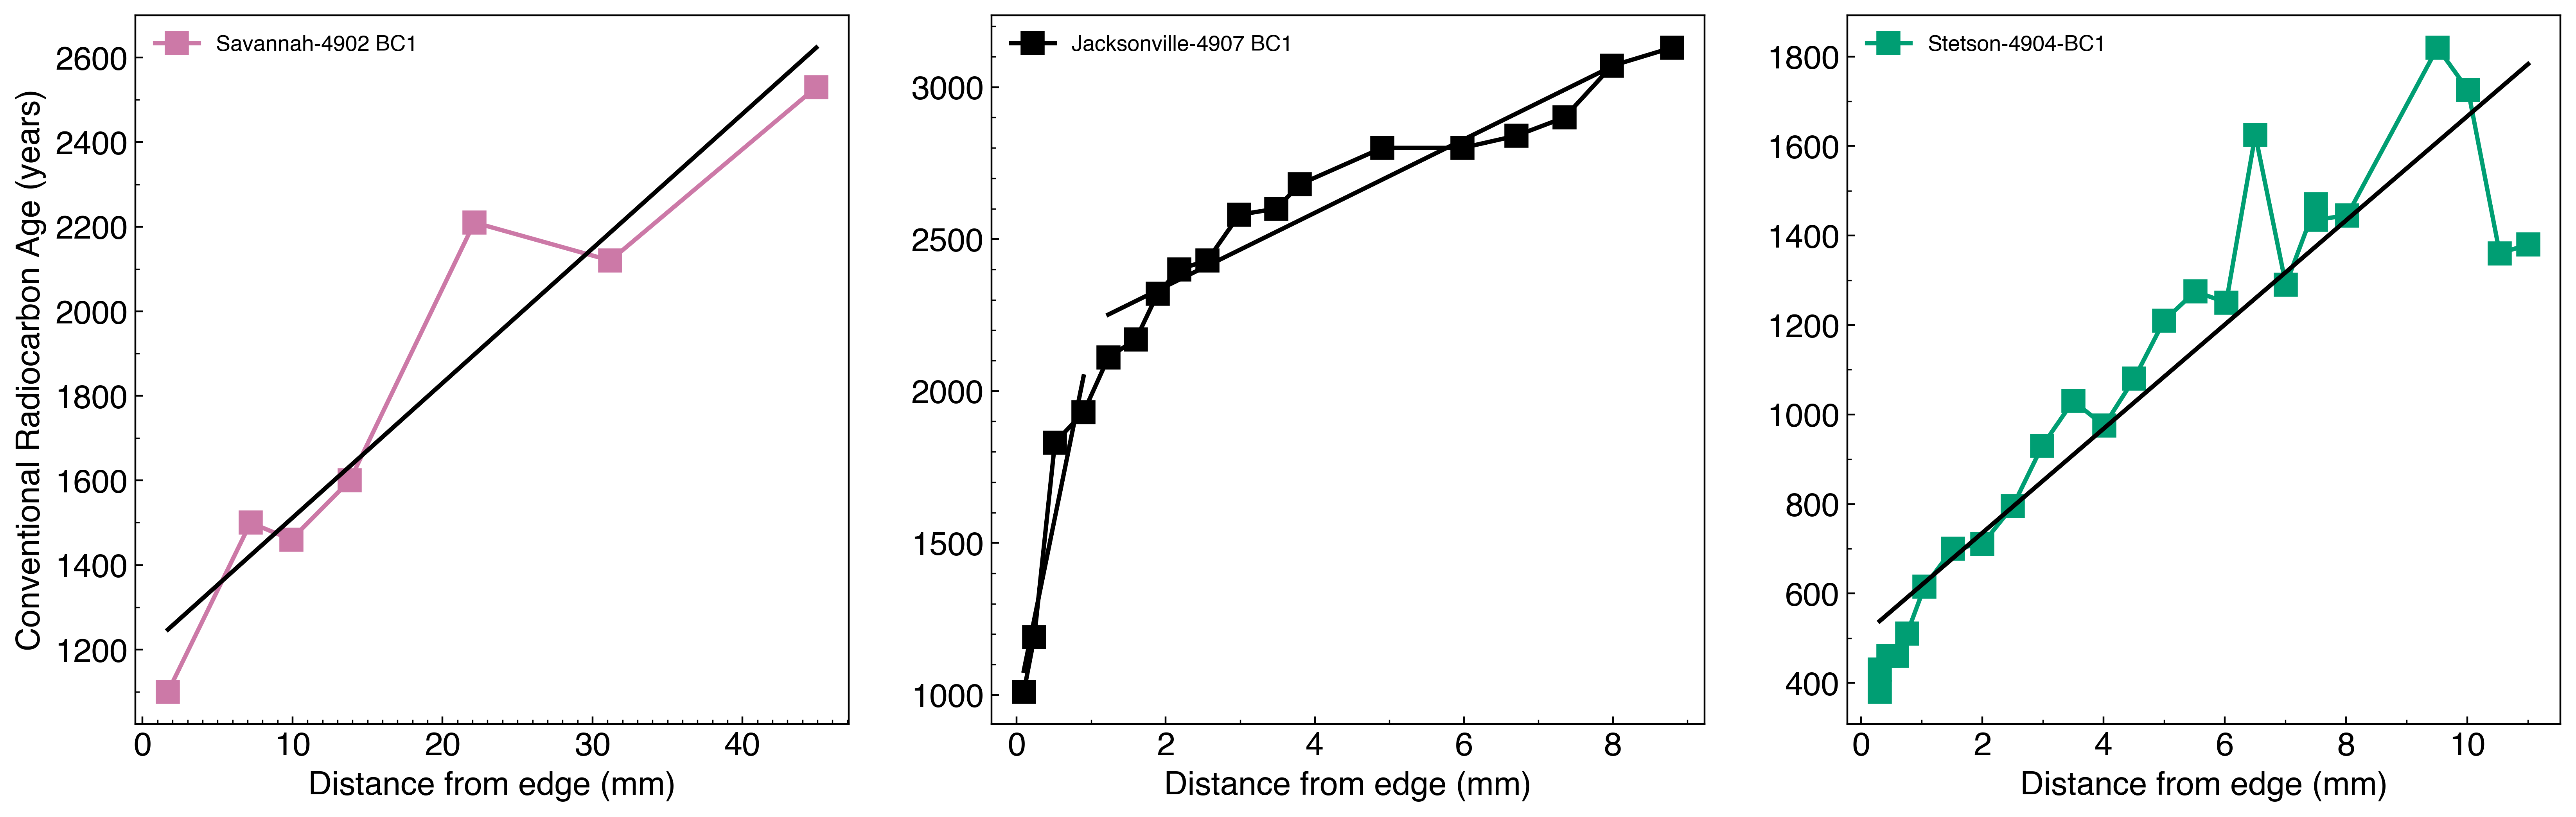 Conventional Radiocarbon Age (years)
2600
2400
2200
2000
1800
1600
1400
1200
Savannah-4902 BC1
0 10 20 30 40
Distance from edge (mm)
3000
2500
2000
1500
1000
Jacksonville-4907 BC1
0 2 4 6 8
Distance from edge (mm)
1800
1600
1400
1200
1000
800
600
400
Stetson-4904-BC1
0 2 4 6 8 10
Distance from edge (mm)